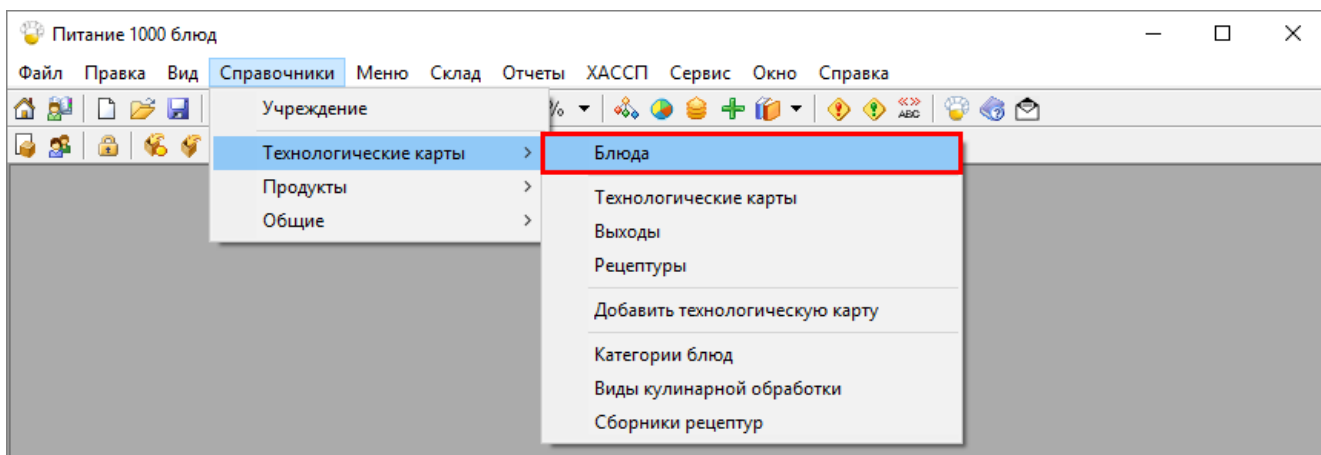 Питание 1000 блюд
Файл Правка Вид Справочники Меню Склад Отчеты ХАССП Сервис Окно Справка
Учреждение
%
ABC
Технологические карты
Блюда
Продукты
Технологические карты
Общие
Выходы
Рецептуры
Добавить технологическую карту
Категории блюд
Виды кулинарной обработки
Сборники рецептур